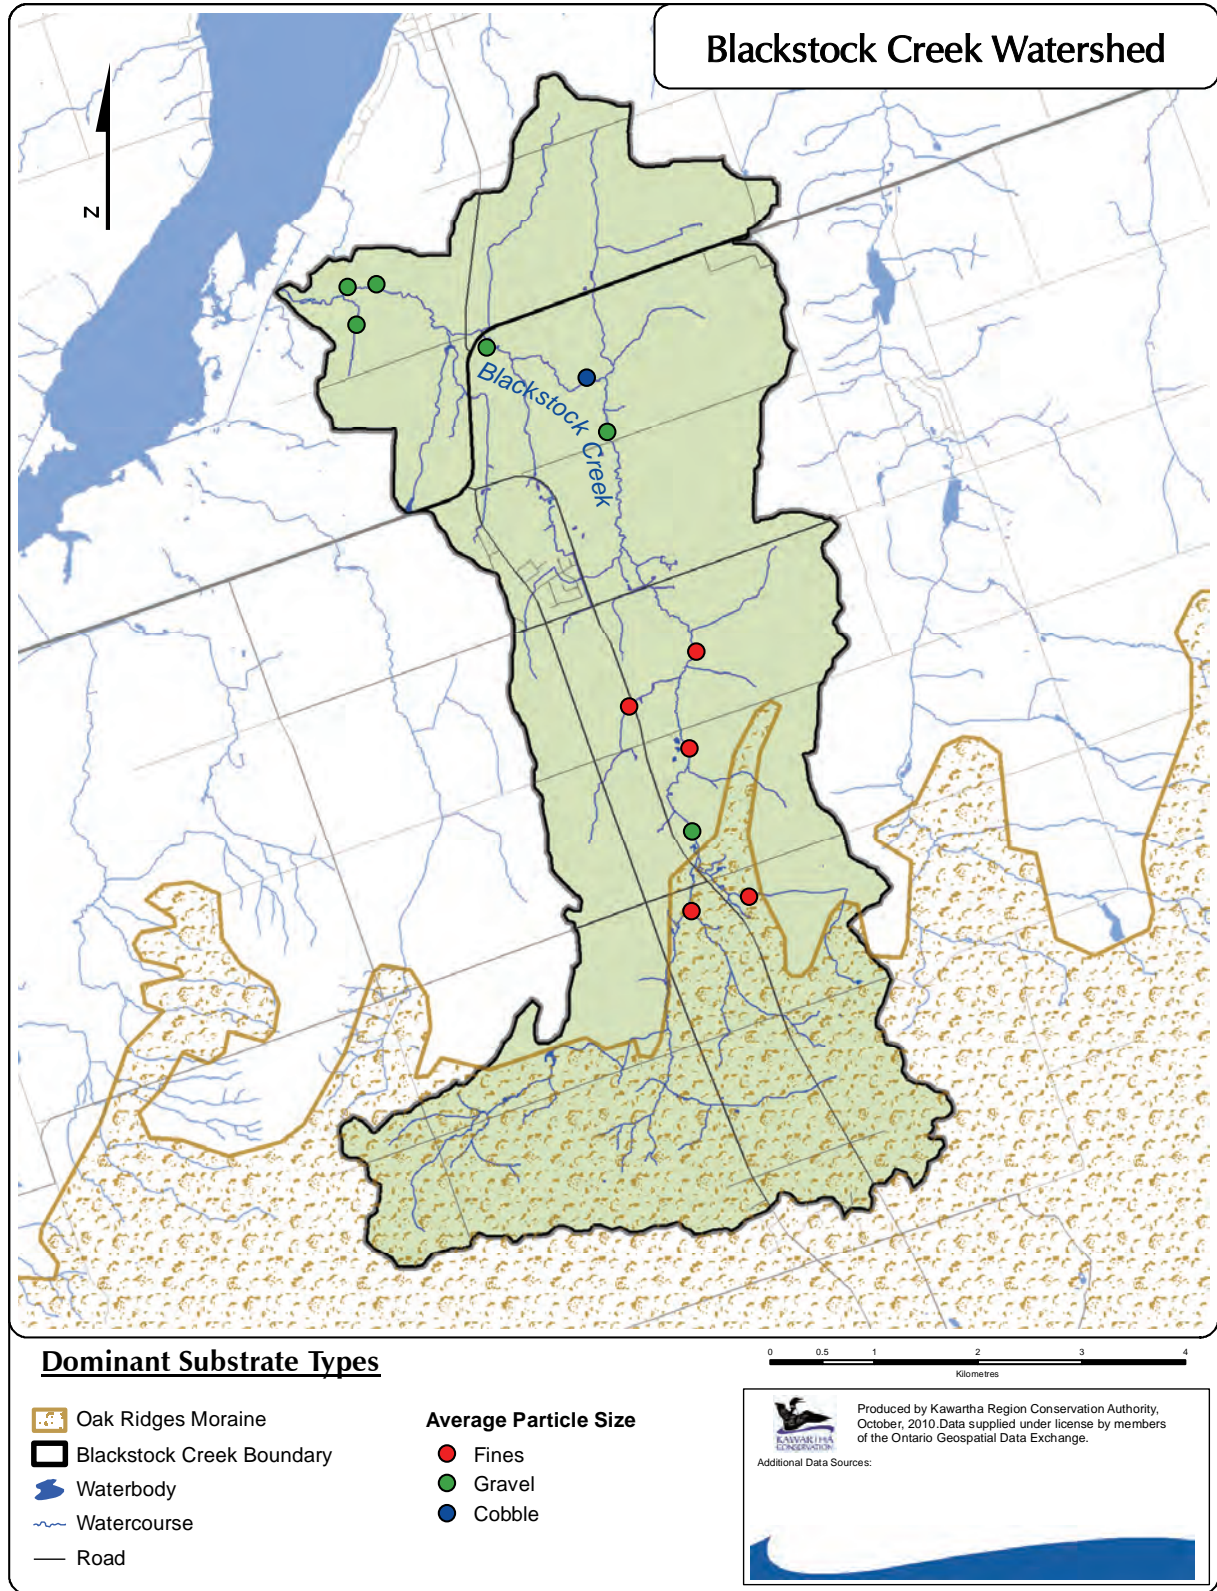 Blackstock Creek Watershed
N
Blackstock Creek
Dominant Substrate Types
Oak Ridges Moraine
Blackstock Creek Boundary
Waterbody
Watercourse
Road
Average Particle Size
Fines
Gravel
Cobble
0 0.5 1 2 3 4
Kilometres
KAWARTHA
CONSERVATION
Produced by Kawartha Region Conservation Authority,
October, 2010.Data supplied under license by members
of the Ontario Geospatial Data Exchange.
Additional Data Sources: